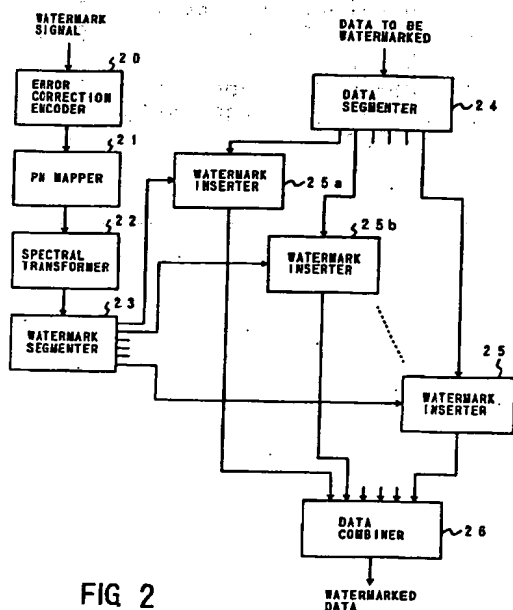 WATERMARK
SIGNAL
20
ERROR
CORRECTION
ENCODER
21
PN MAPPER
22
SPECTRAL
TRANSFORMER
23
WATERMARK
SEGMENTER
DATA TO BE
WATERMARKED
DATA
SEGMENTER
24
WATERMARK
INSERTER
25a
25b
WATERMARK
INSERTER
25
WATERMARK
INSERTER
DATA
COMBINER
26
WATERMARKED
DATA
FIG 2